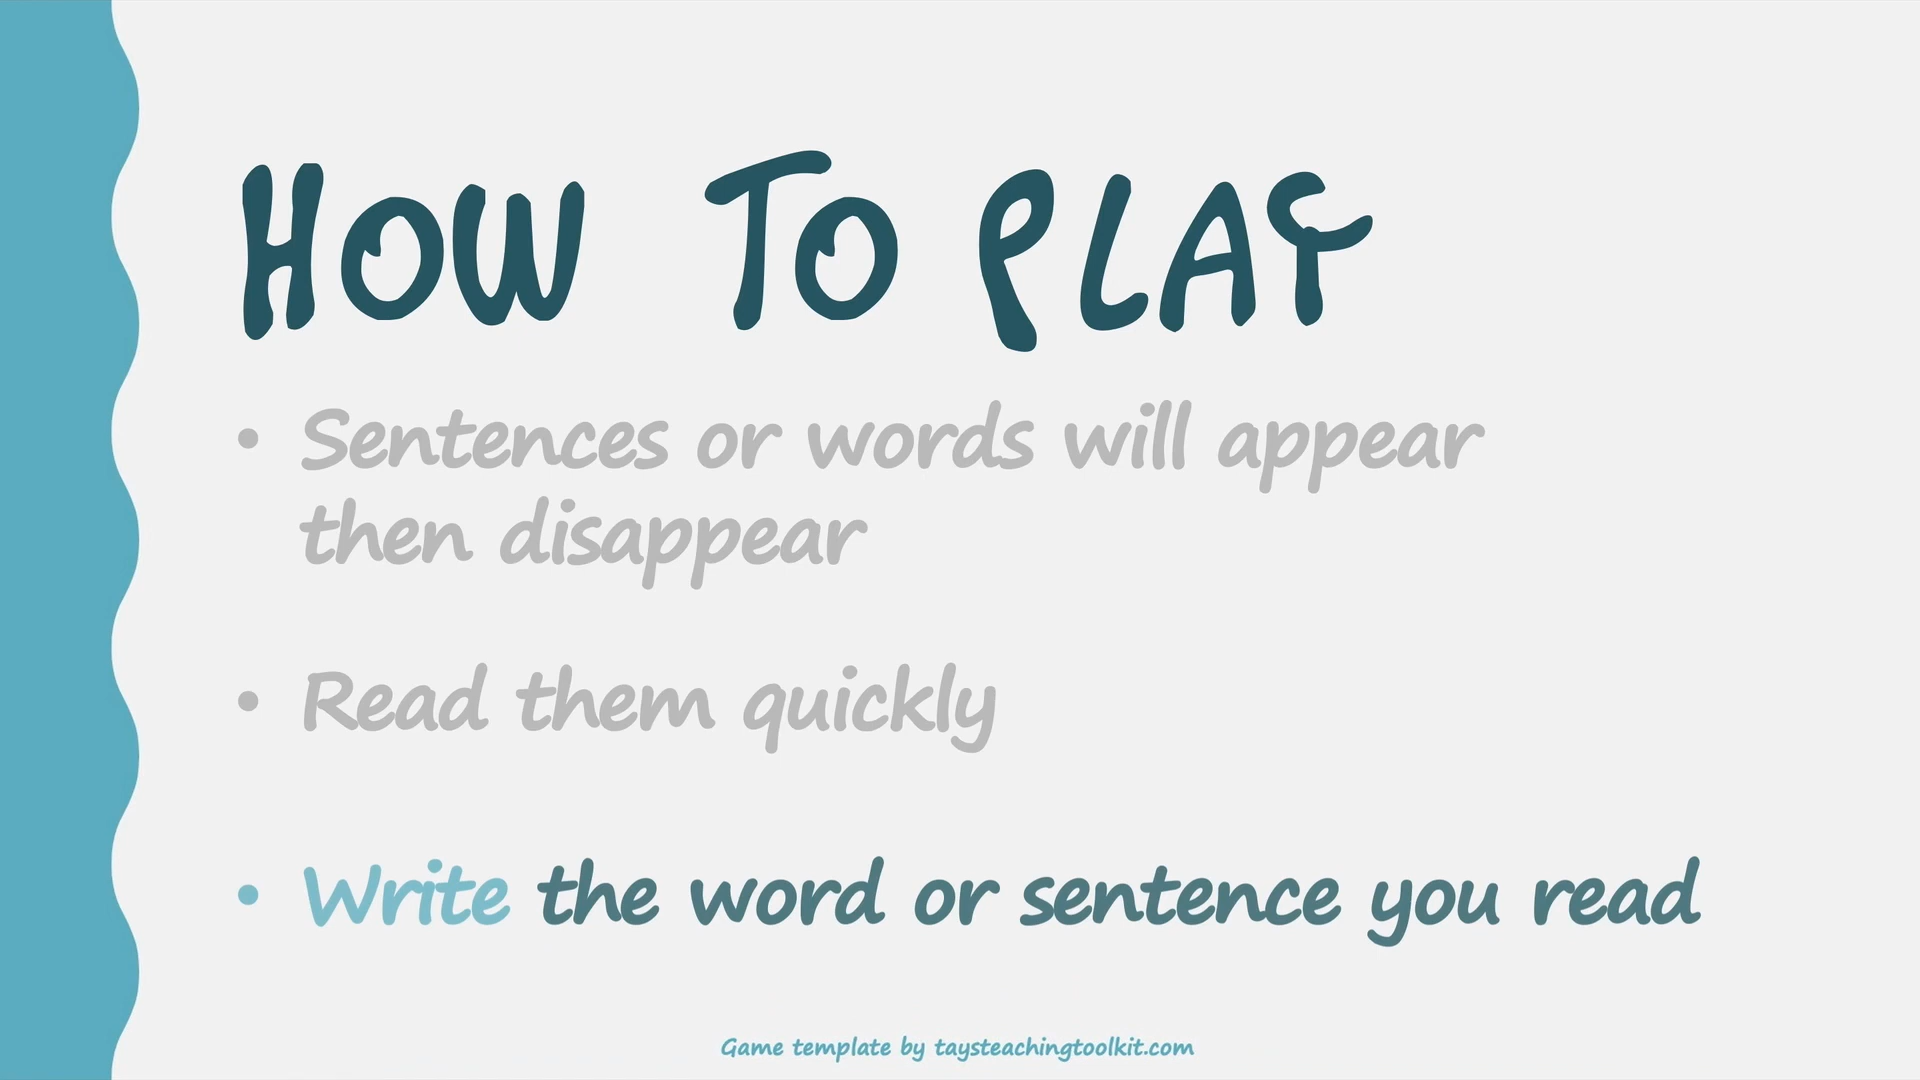 HOW TO PLAY
• Sentences or words will appear
then disappear
• Read them quickly
• Write the word or sentence you read
Game template by taysteachingtoolkit.com